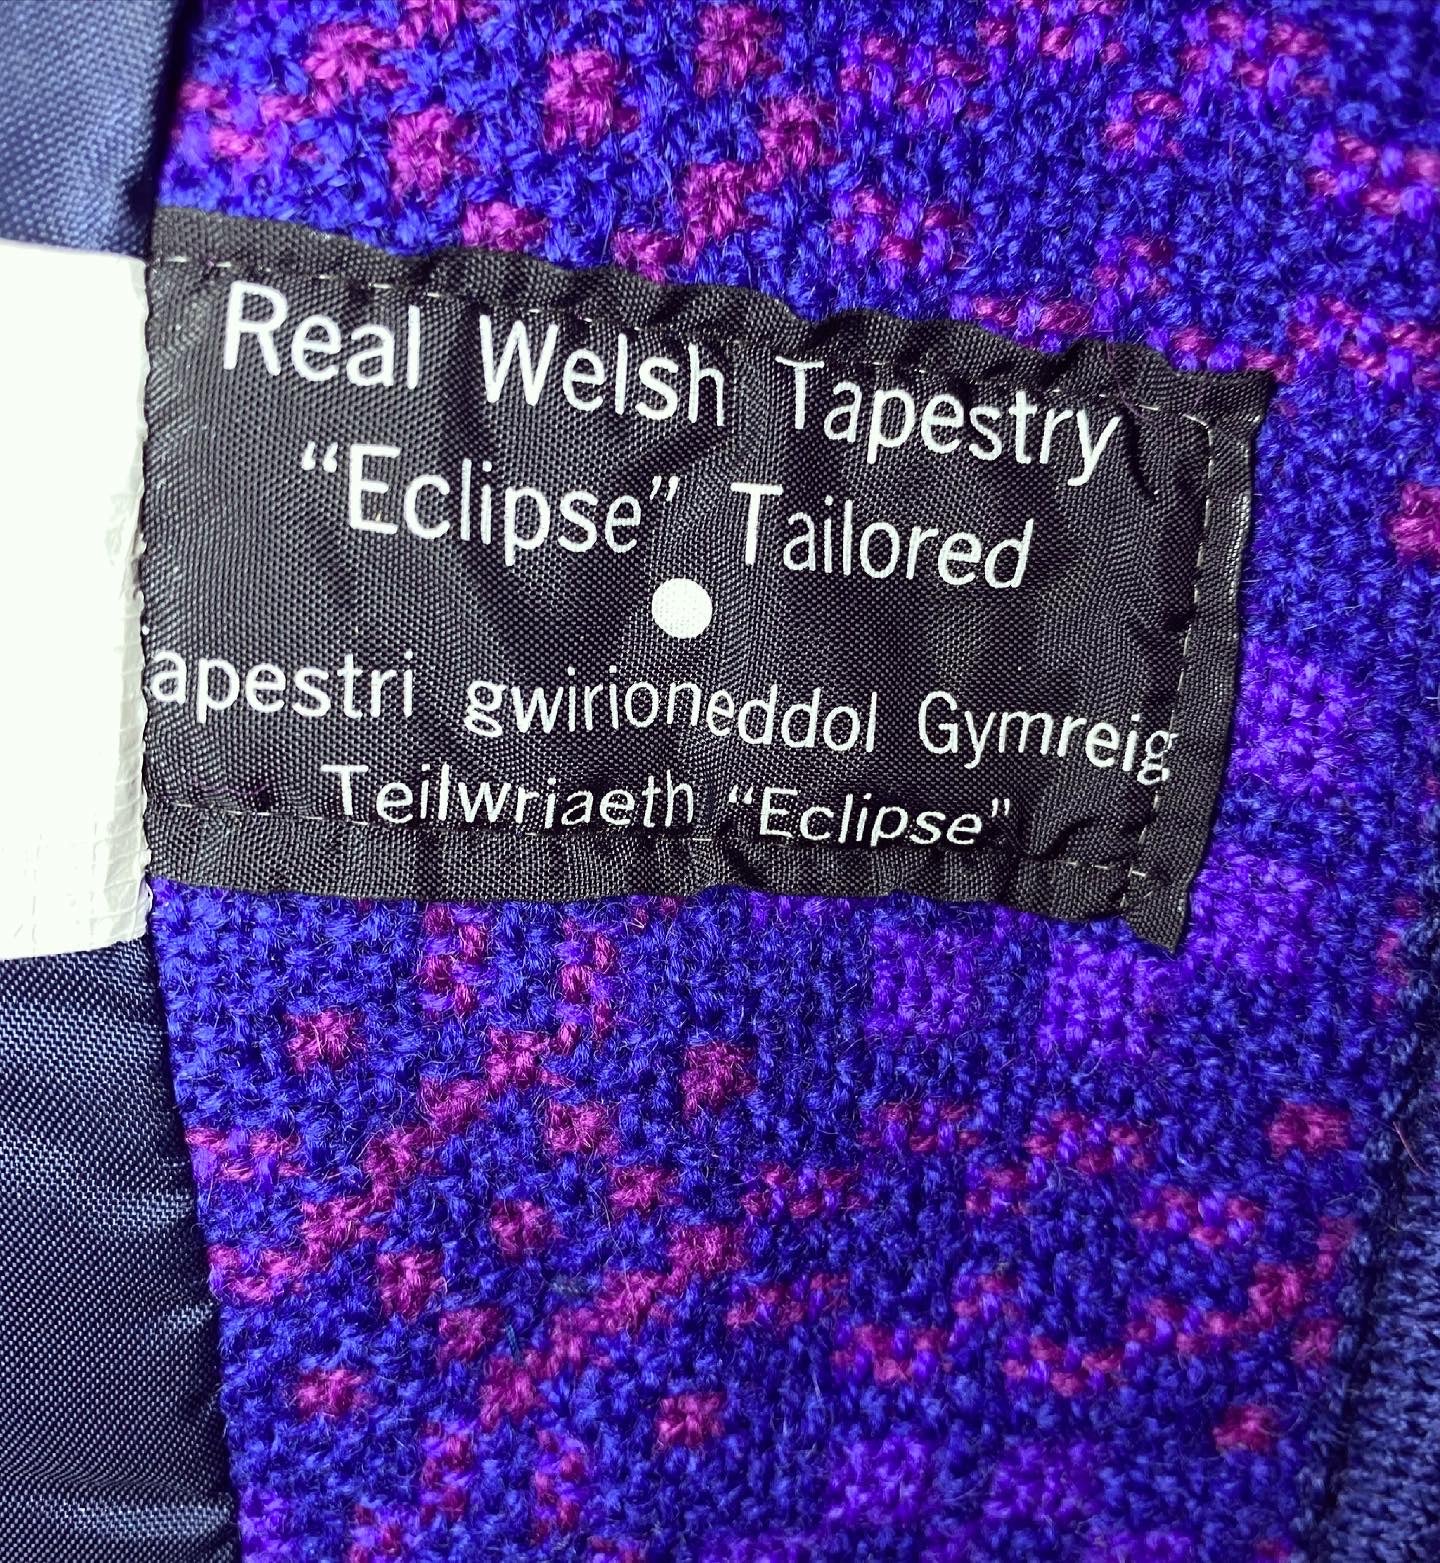 Real Welsh Tapestry
“Eclipse” Tailored
apestri gwirioneddol Gymreig
Teilwriaeth “Eclipse”